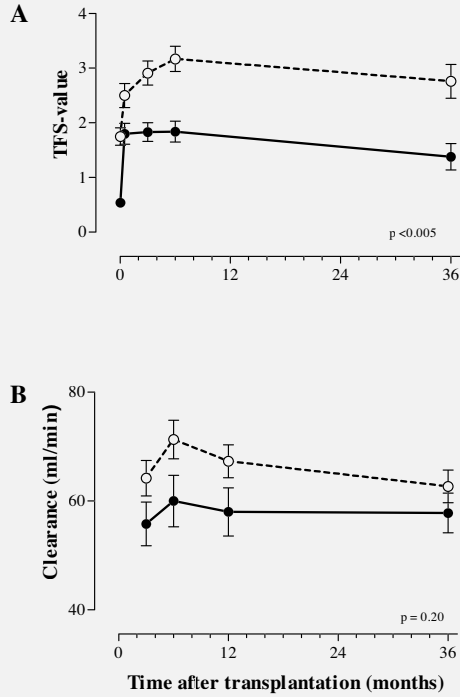 A
4
3
2
1
0
TFS-value
p <0.005
0 12 24 36
B
80
60
40
Clearance (ml/min)
p = 0.20
0 12 24 36
Time after transplantation (months)